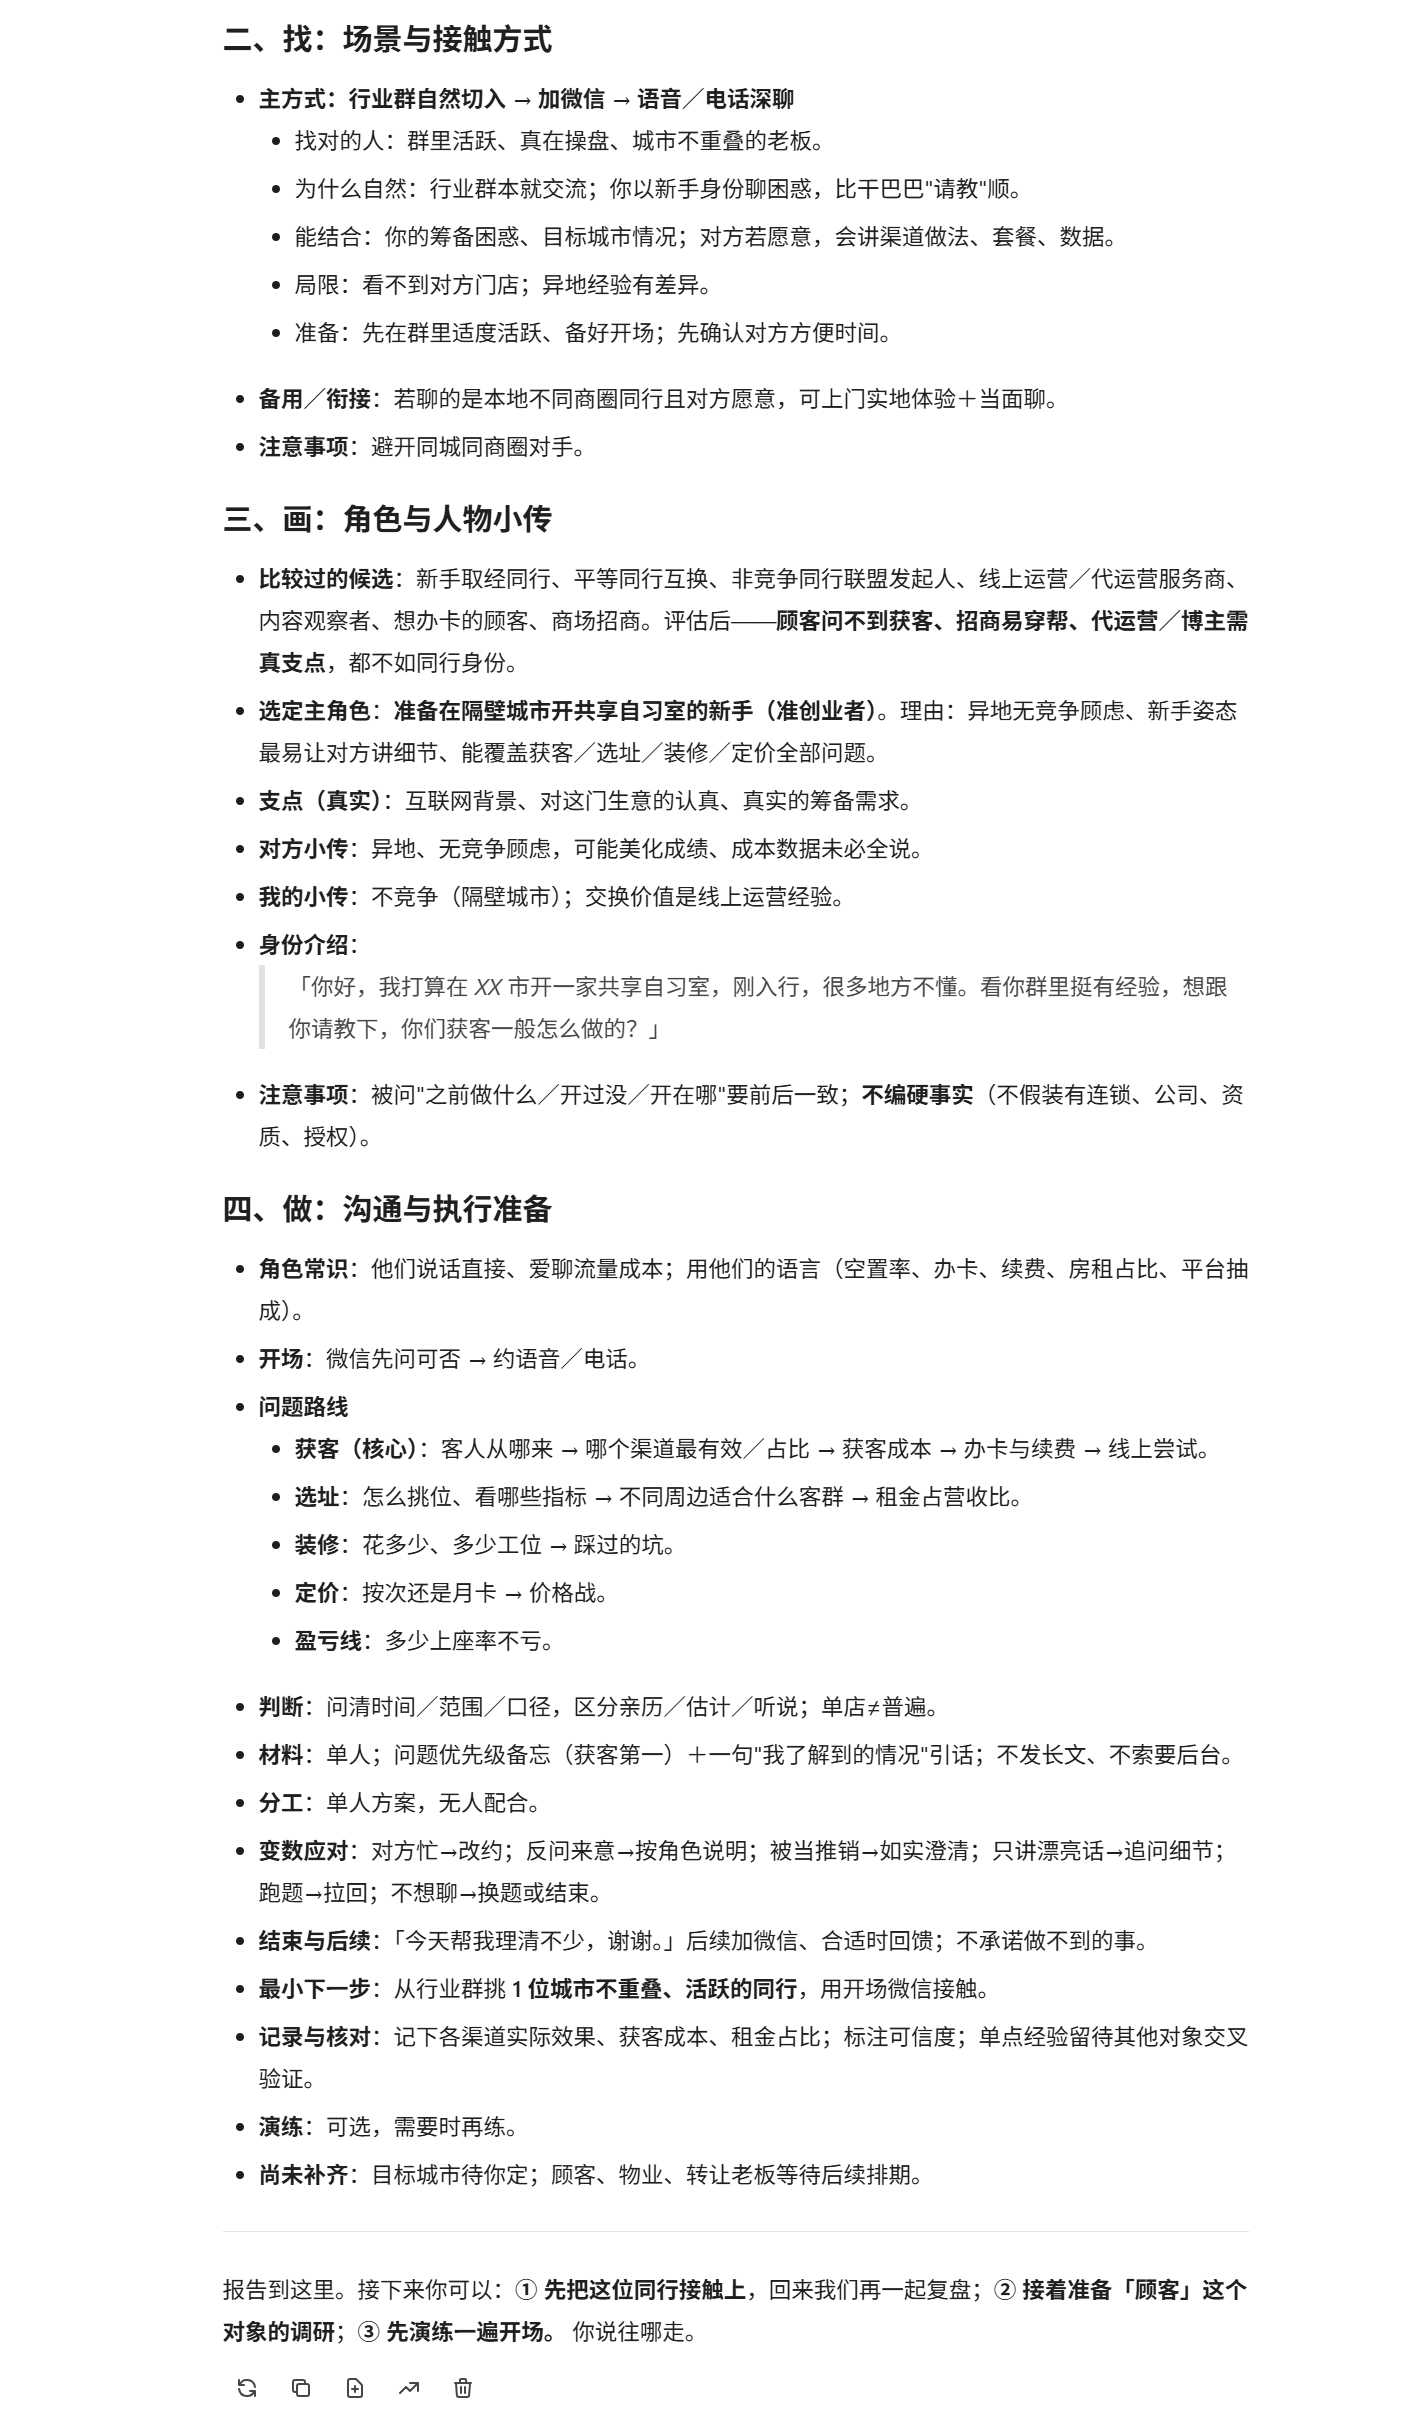 二、找：场景与接触方式
主方式：行业群自然切入 → 加微信 → 语音／电话深聊
找对的人：群里活跃、真在操盘、城市不重叠的老板。
为什么自然：行业群本就交流；你以新手身份聊困惑，比干巴巴"请教"顺。
能结合：你的筹备困惑、目标城市情况；对方若愿意，会讲渠道做法、套餐、数据。
局限：看不到对方门店；异地经验有差异。
准备：先在群里适度活跃、备好开场；先确认对方方便时间。
备用／衔接：若聊的是本地不同商圈同行且对方愿意，可上门实地体验＋当面聊。
注意事项：避开同城同商圈对手。
三、画：角色与人物小传
比较过的候选：新手取经同行、平等同行互换、非竞争同行联盟发起人、线上运营／代运营服务商、
内容观察者、想办卡的顾客、商场招商。评估后——顾客问不到获客、招商易穿帮、代运营／博主需
真支点，都不如同行身份。
选定主角色：准备在隔壁城市开共享自习室的新手（准创业者）。理由：异地无竞争顾虑、新手姿态
最易让对方讲细节、能覆盖获客／选址／装修／定价全部问题。
支点（真实）：互联网背景、对这门生意的认真、真实的筹备需求。
对方小传：异地、无竞争顾虑，可能美化成绩、成本数据未必全说。
我的小传：不竞争（隔壁城市）；交换价值是线上运营经验。
身份介绍：
「你好，我打算在 XX 市开一家共享自习室，刚入行，很多地方不懂。看你群里挺有经验，想跟
你请教下，你们获客一般怎么做的？」
注意事项：被问"之前做什么／开过没／开在哪"要前后一致；不编硬事实（不假装有连锁、公司、资
质、授权）。
四、做：沟通与执行准备
角色常识：他们说话直接、爱聊流量成本；用他们的语言（空置率、办卡、续费、房租占比、平台抽
成）。
开场：微信先问可否 → 约语音／电话。
问题路线
获客（核心）：客人从哪来 → 哪个渠道最有效／占比 → 获客成本 → 办卡与续费 → 线上尝试。
选址：怎么挑位、看哪些指标 → 不同周边适合什么客群 → 租金占营收比。
装修：花多少、多少工位 → 踩过的坑。
定价：按次还是月卡 → 价格战。
盈亏线：多少上座率不亏。
判断：问清时间／范围／口径，区分亲历／估计／听说；单店≠普遍。
材料：单人；问题优先级备忘（获客第一）＋一句"我了解到的情况"引话；不发长文、不索要后台。
分工：单人方案，无人配合。
变数应对：对方忙→改约；反问来意→按角色说明；被当推销→如实澄清；只讲漂亮话→追问细节；
跑题→拉回；不想聊→换题或结束。
结束与后续：「今天帮我理清不少，谢谢。」后续加微信、合适时回馈；不承诺做不到的事。
最小下一步：从行业群挑 1 位城市不重叠、活跃的同行，用开场微信接触。
记录与核对：记下各渠道实际效果、获客成本、租金占比；标注可信度；单点经验留待其他对象交叉
验证。
演练：可选，需要时再练。
尚未补齐：目标城市待你定；顾客、物业、转让老板等待后续排期。
报告到这里。接下来你可以：① 先把这位同行接触上，回来我们再一起复盘；② 接着准备「顾客」这个
对象的调研；③ 先演练一遍开场。 你说往哪走。